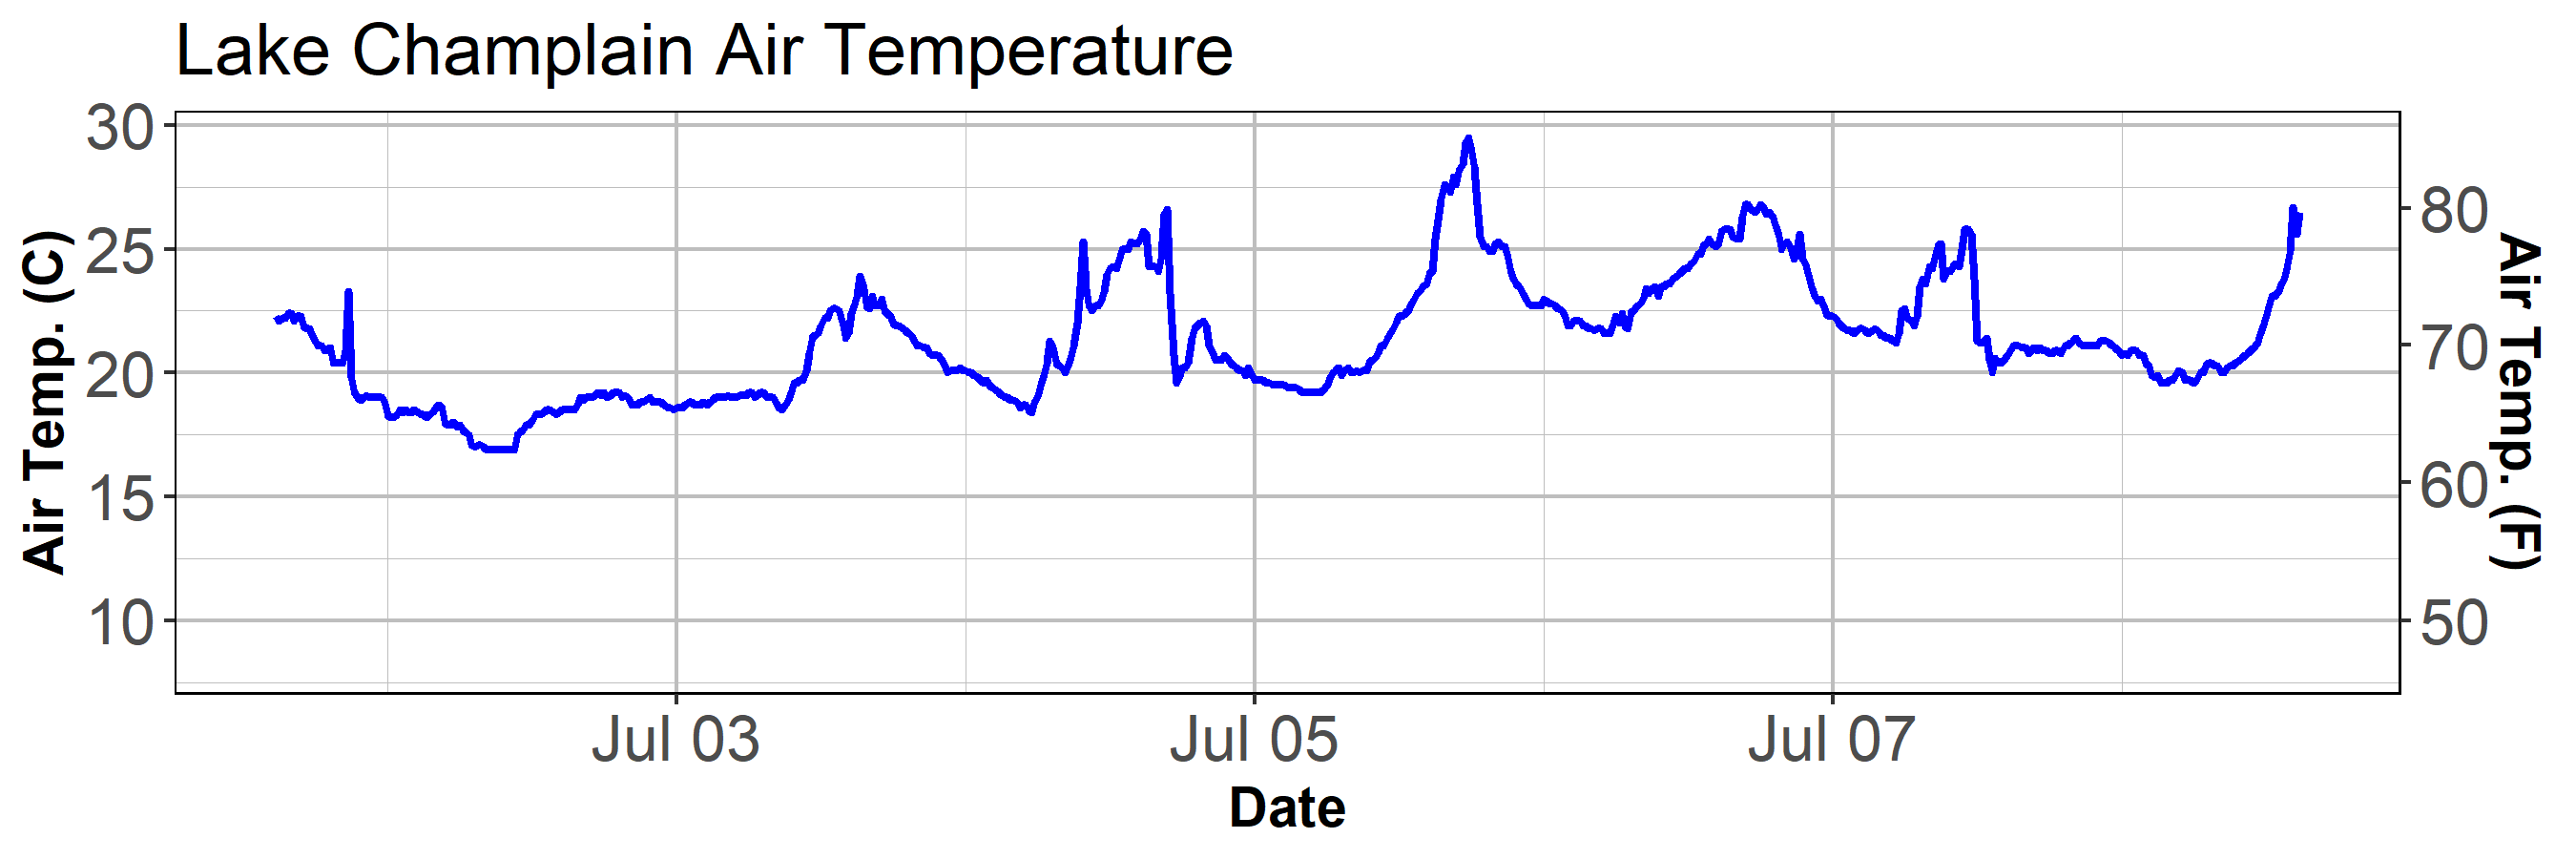 Lake Champlain Air Temperature
30
25
20
15
10
Air Temp. (C)
80
70
60
50
Air Temp. (F)
Jul 03
Jul 05
Jul 07
Date